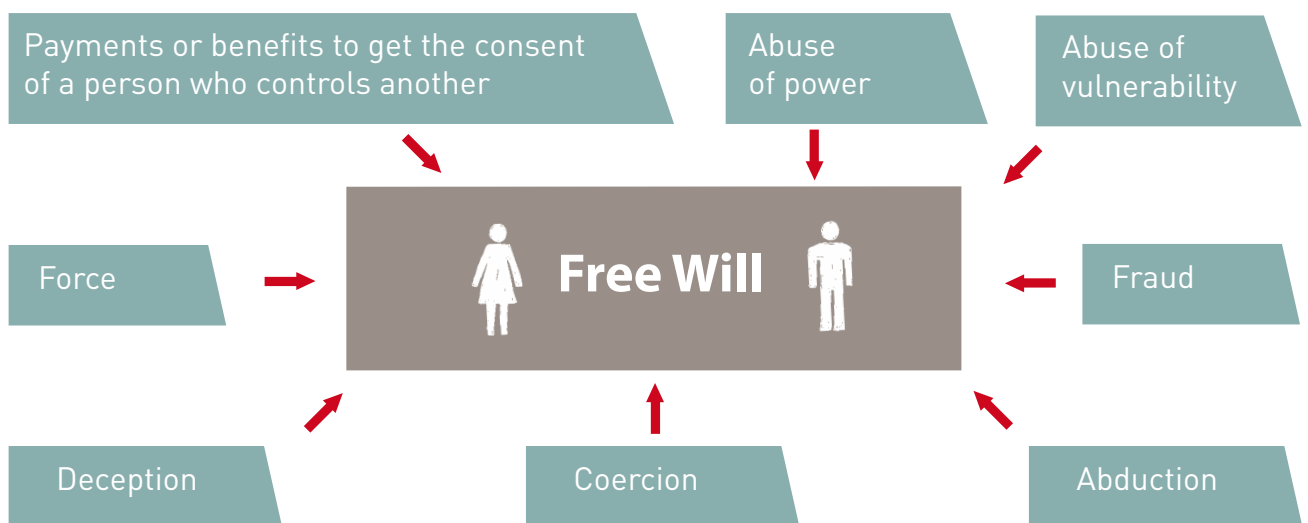 Payments or benefits to get the consent
of a person who controls another
Abuse
of power
Abuse of
vulnerability
Force
Free Will
Fraud
Deception
Coercion
Abduction